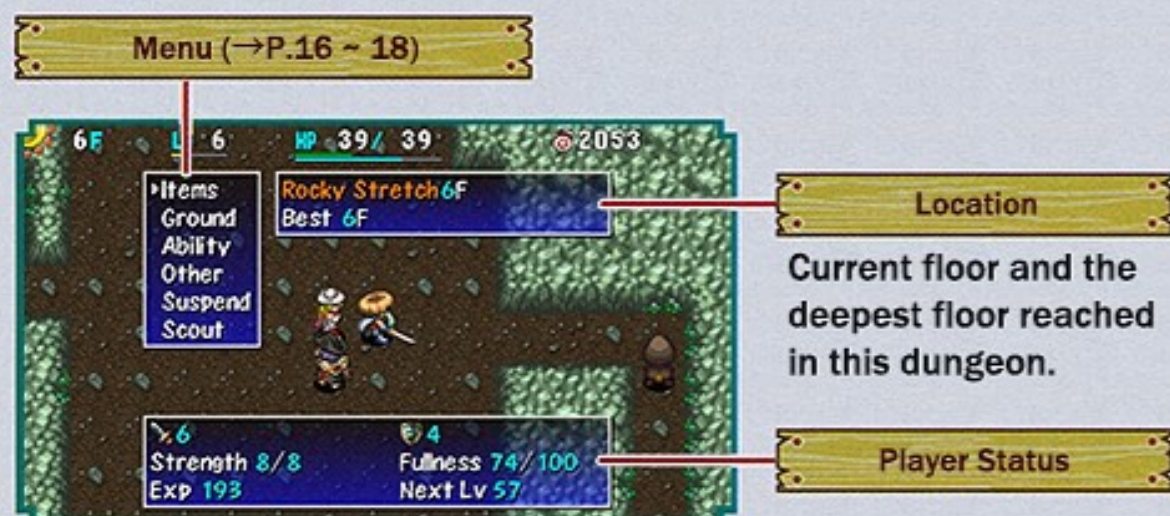 Menu (→P.16 ~ 18)
6F Lv 6 HP 39/ 39 2053
Items
Ground
Ability
Other
Suspend
Scout
Rocky Stretch 6F
Best 6F
Location
Current floor and the
deepest floor reached
in this dungeon.
6 4
Strength 8/8 Fullness 74/100
Exp 193 Next Lv 57
Player Status